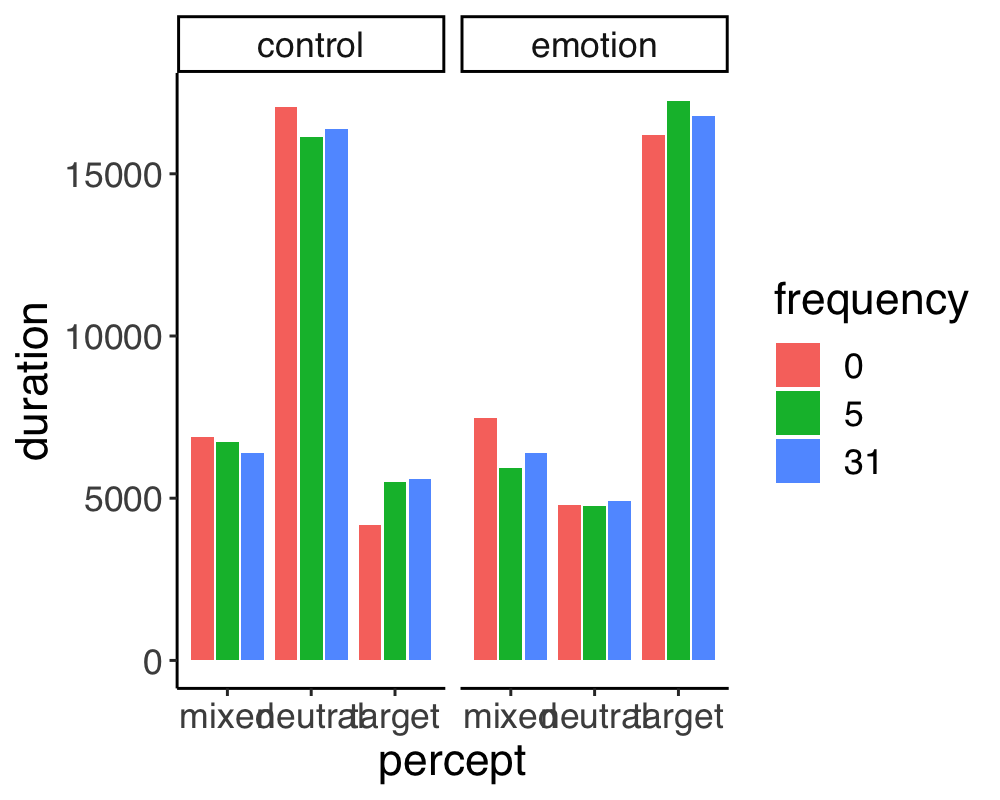 control emotion
15000
10000
5000
0
duration
mixed neutral target mixed neutral target
percept
frequency
0
5
31